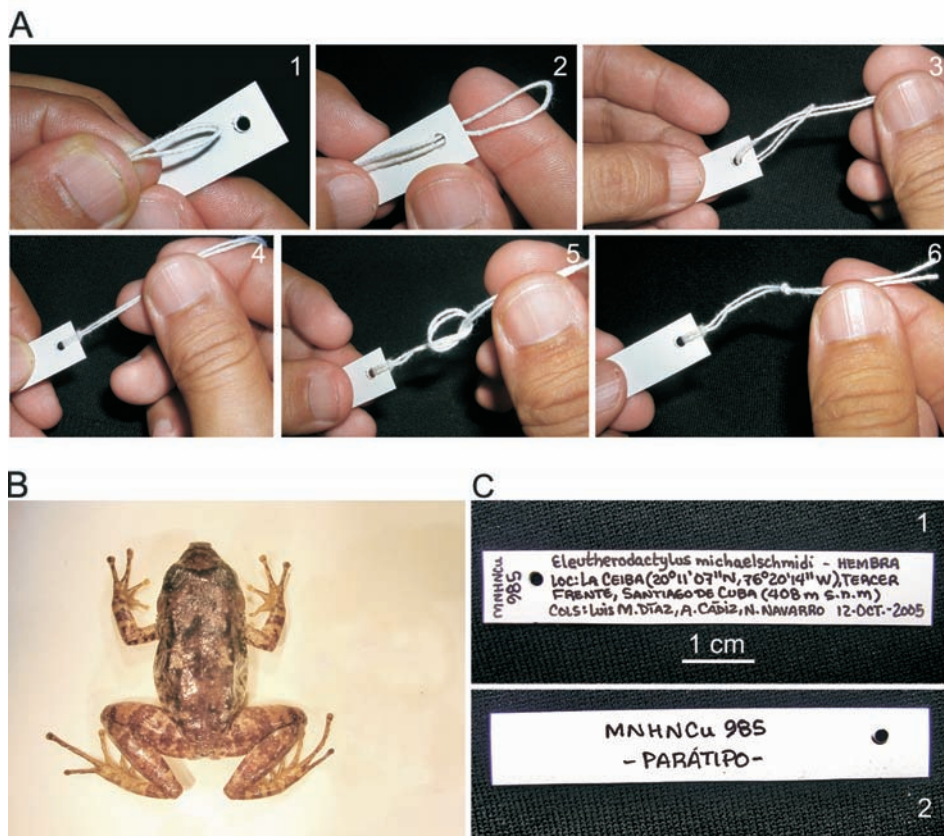 A
1
2
3
4
5
6
B
C
1
MNHNCu
985
Eleutherodactylus michaelschmidi - HEMBRA
LOC: LA CEIBA (20°11'07"N, 76°20'14"W), TERCER
FRENTE, SANTIAGO DE CUBA (408 m s.n.m)
COLS: LUIS M. DÍAZ, A. CÁDIZ, N. NAVARRO 12-OCT.-2005
1 cm
MNHNCu 985
- PARÁTIPO -
2